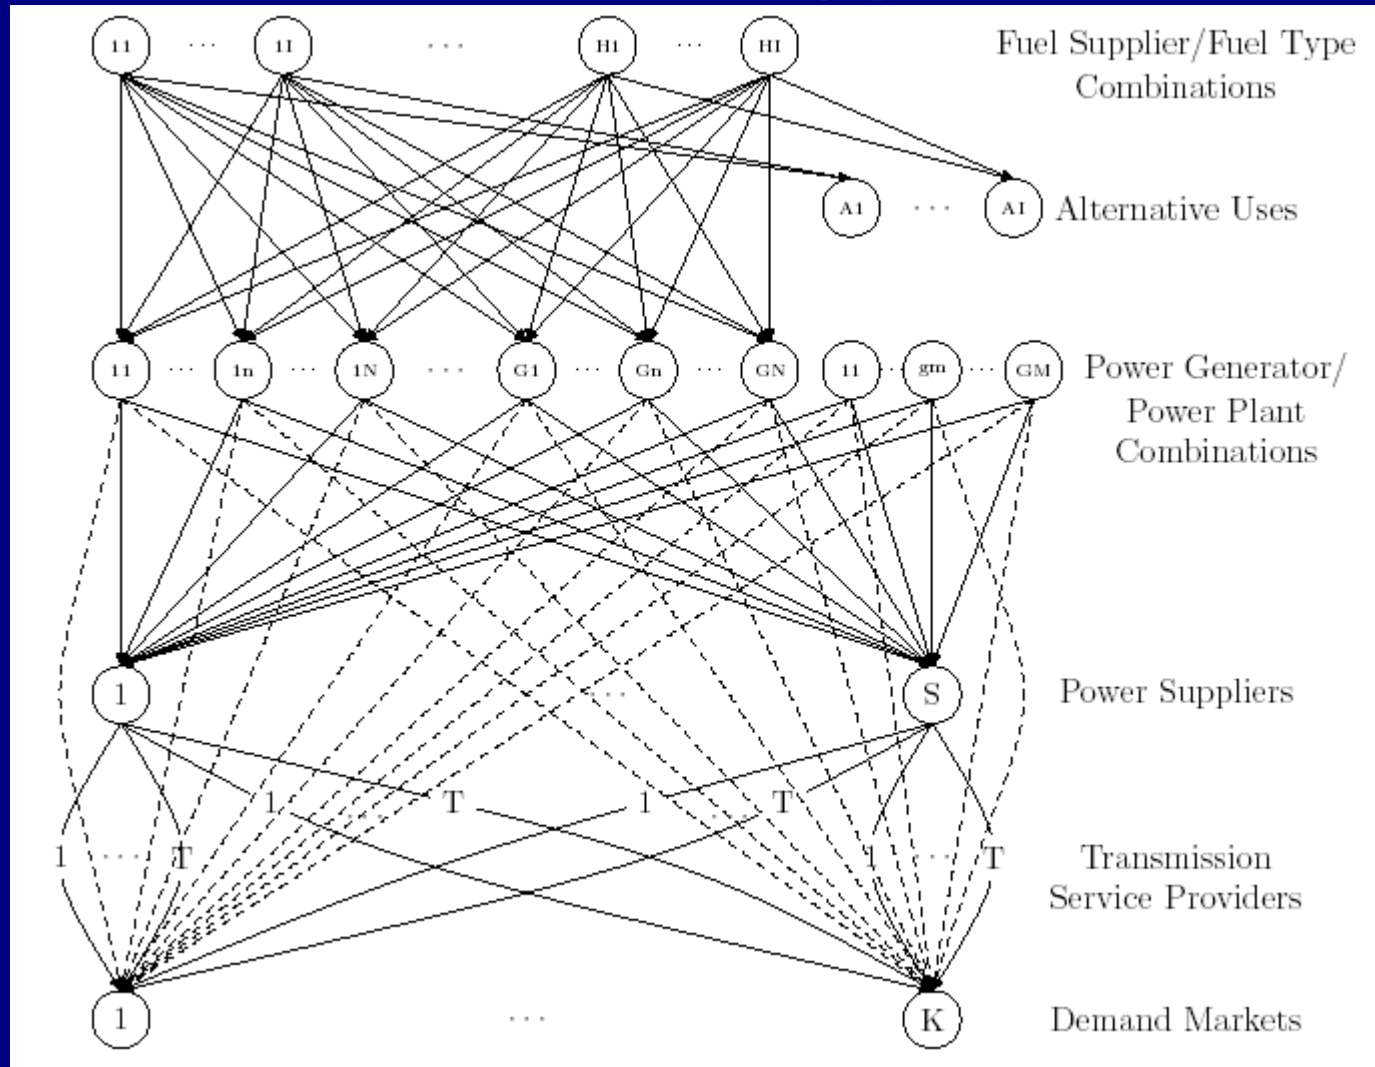 11 ··· 1I ··· H1 ··· HI
Fuel Supplier/Fuel Type
Combinations
A1 ··· AI
Alternative Uses
11 ··· 1n ··· 1N ··· G1 ··· Gn ··· GN 11 ·· gm ··· GM
Power Generator/
Power Plant
Combinations
1 ··· S
Power Suppliers
1 ··· T 1 ··· T
1 ··· T 1 ··· T
Transmission
Service Providers
1 ··· K
Demand Markets